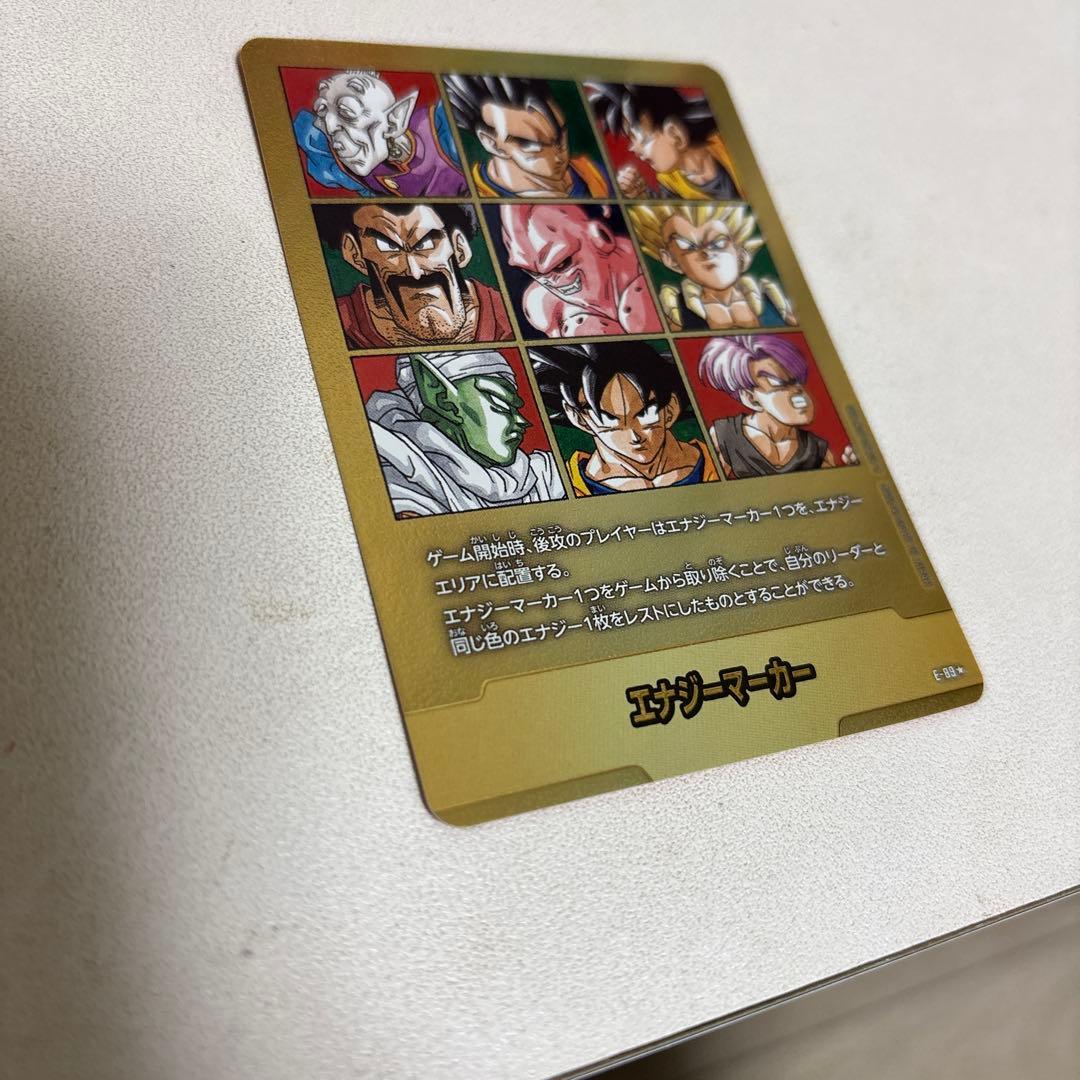 ゲーム開始時、後攻のプレイヤーはエナジーマーカー1つを、エナジー
エリアに配置する。
エナジーマーカー1つをゲームから取り除くことで、自分のリーダーと
同じ色のエナジー1枚をレストにしたものとすることができる。
エナジーマーカー
E-89★